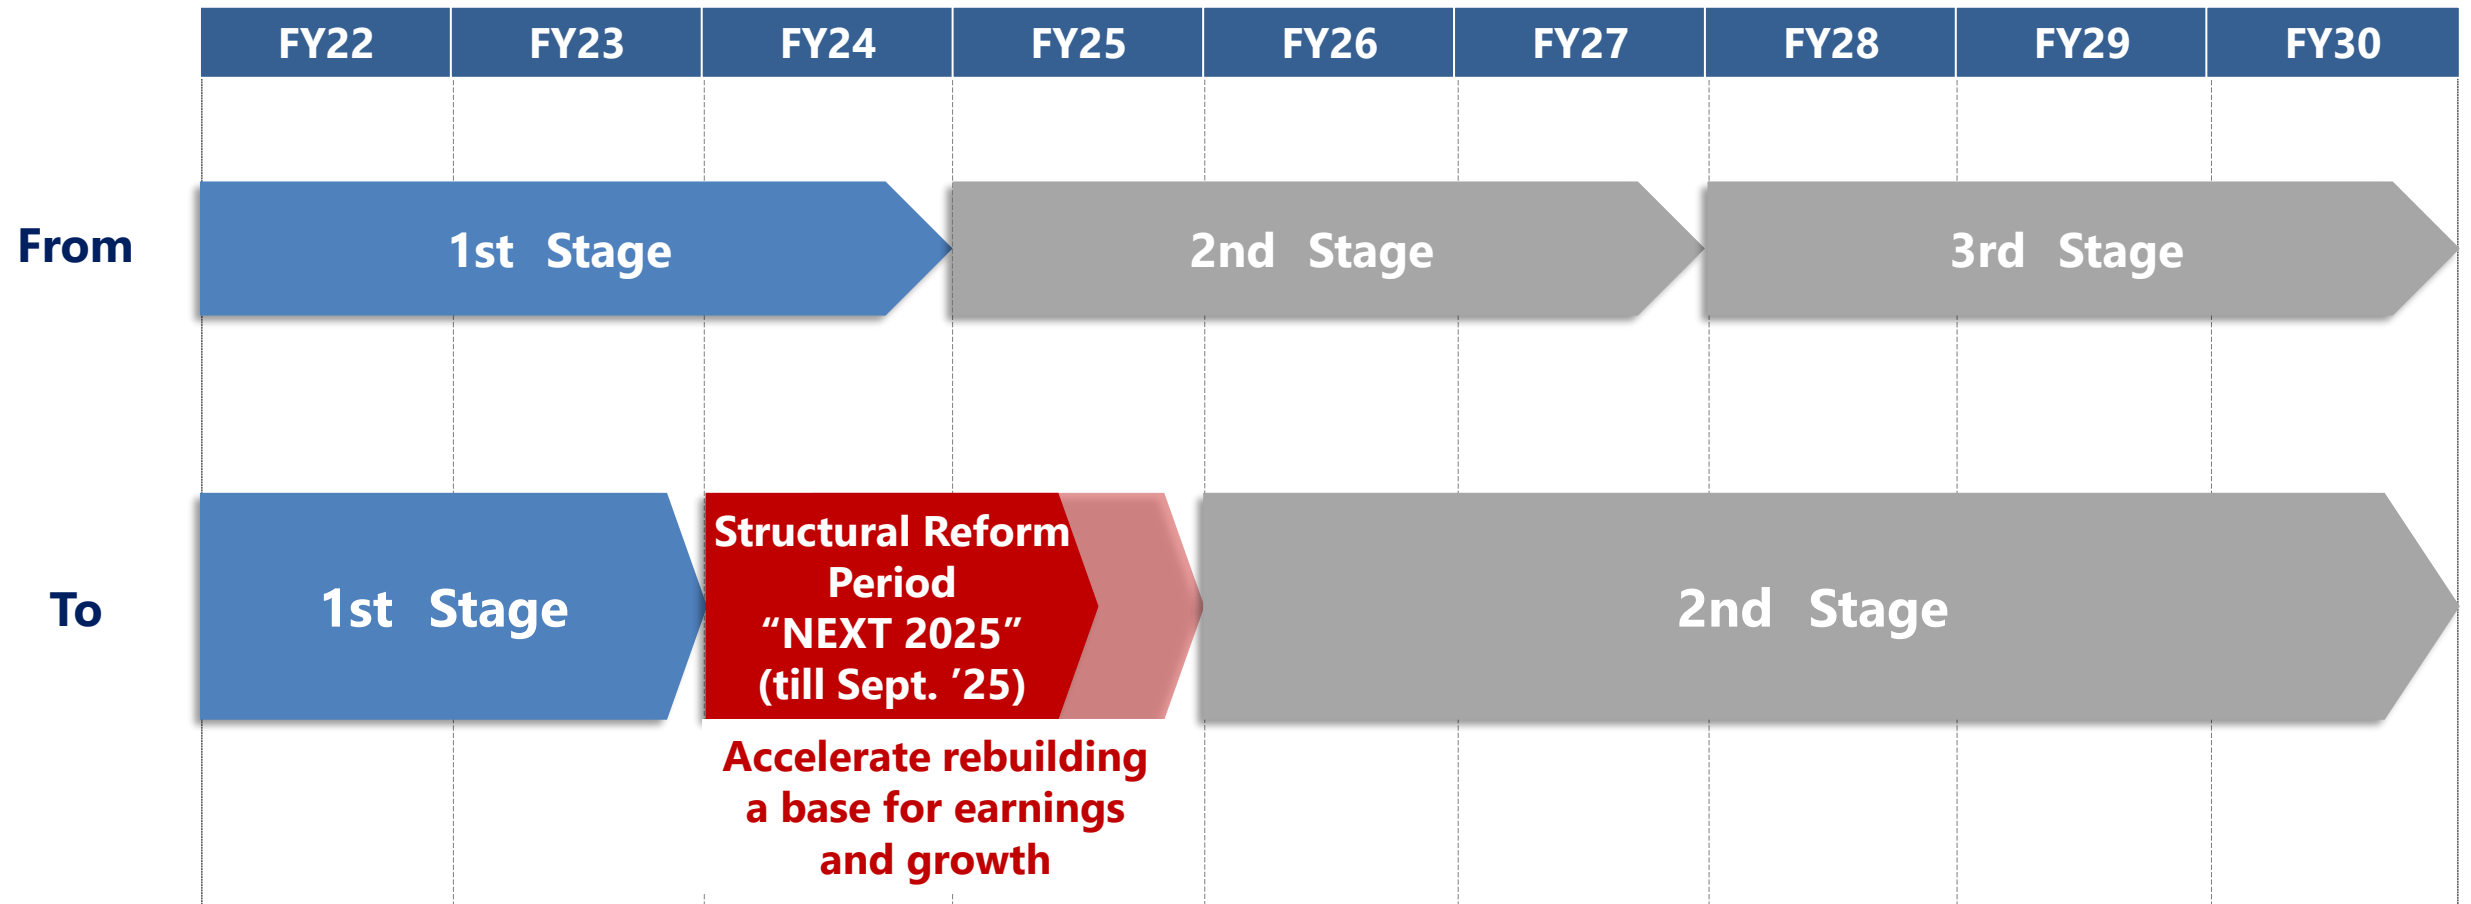 FY22 FY23 FY24 FY25 FY26 FY27 FY28 FY29 FY30
From
1st Stage
2nd Stage
3rd Stage
To
1st Stage
Structural Reform
Period
“NEXT 2025”
(till Sept. ’25)
2nd Stage
Accelerate rebuilding
a base for earnings
and growth